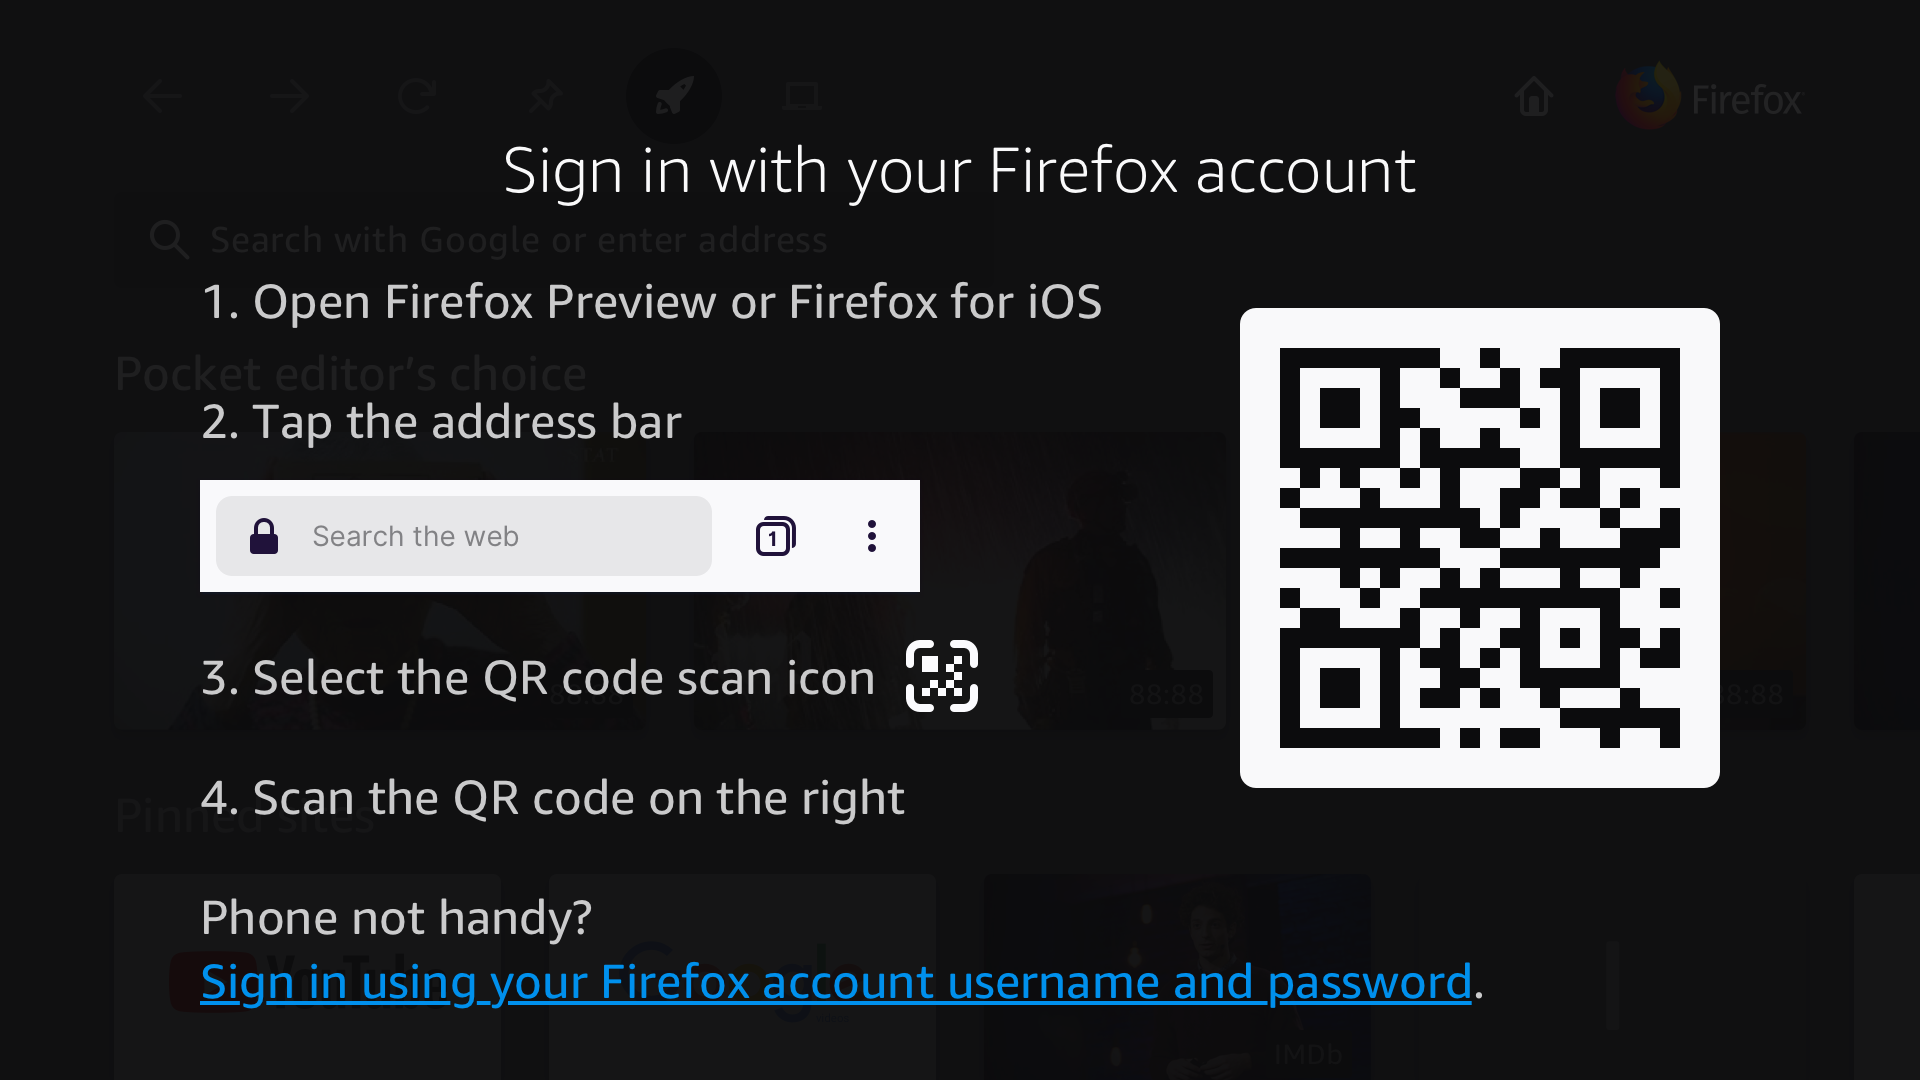 Firefox
Sign in with your Firefox account
Search with Google or enter address
1. Open Firefox Preview or Firefox for iOS
Pocket editor's choice
2. Tap the address bar
Search the web
1
3. Select the QR code scan icon
88:88
88:88
88:88
4. Scan the QR code on the right
Pinned sites
Phone not handy?
YouTube
Google
Sign in using your Firefox account username and password.
IMDb